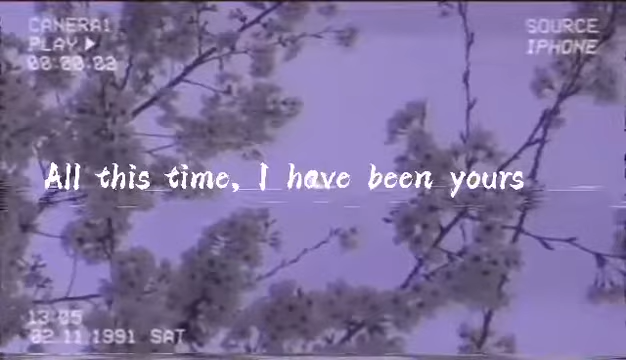 CAMERA1
PLAY
00:00:02
SOURCE
IPHONE
All this time, I have been yours
13:05
02.11.1991 SAT